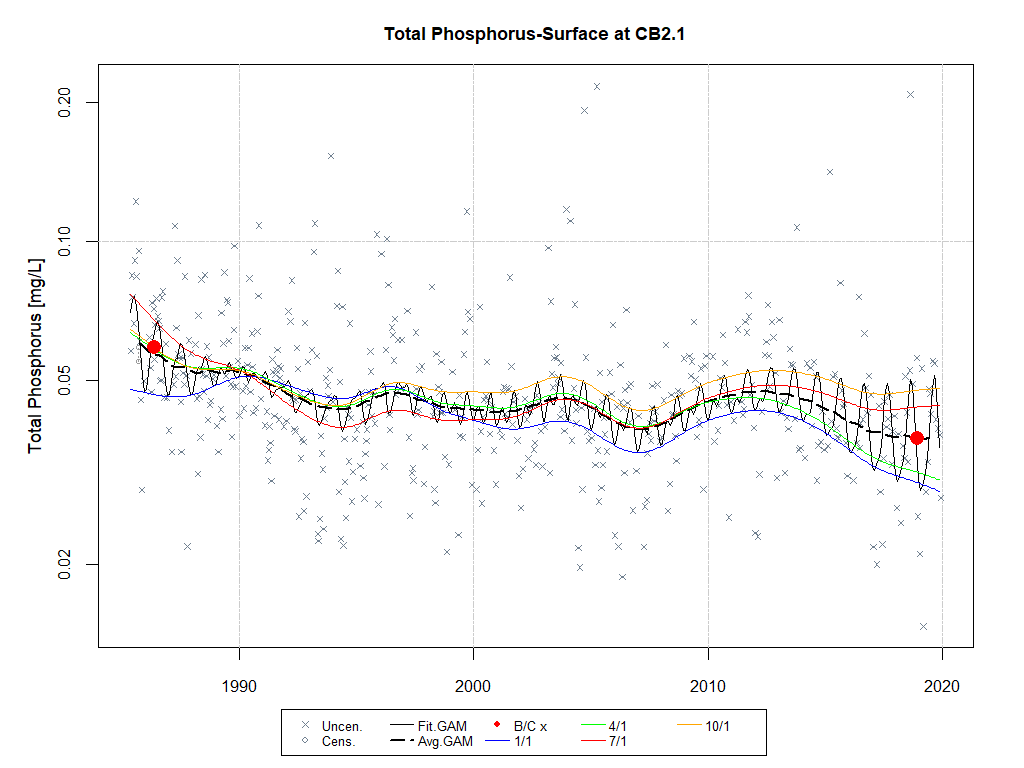 Total Phosphorus-Surface at CB2.1
Total Phosphorus [mg/L]
0.20
0.10
0.05
0.02
1990 2000 2010 2020
Uncen. Fit.GAM B/C x 4/1 10/1
Cens. Avg.GAM 1/1 7/1